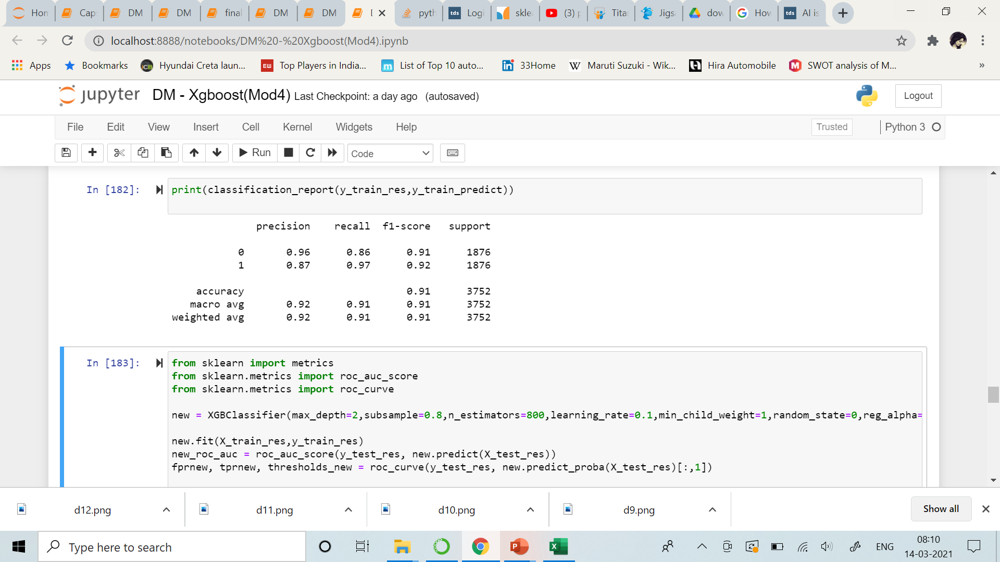 Hon
Cap
DM
DM
final
DM
DM
pyth
Logi
skle
(3) p
Tita
Jigs
dow
How
AI is
localhost:8888/notebooks/DM%20-%20Xgboost(Mod4).ipynb
Apps
Bookmarks
Hyundai Creta laun...
Top Players in India...
List of Top 10 auto...
33Home
Maruti Suzuki - Wik...
Hira Automobile
SWOT analysis of M...
»
jupyter DM - Xgboost(Mod4) Last Checkpoint: a day ago (autosaved)
Logout
File Edit View Insert Cell Kernel Widgets Help
Trusted
Python 3
Run
Code
In [182]: print(classification_report(y_train_res,y_train_predict))
precision recall f1-score support
0 0.96 0.86 0.91 1876
1 0.87 0.97 0.92 1876
accuracy 0.91 3752
macro avg 0.92 0.91 0.91 3752
weighted avg 0.92 0.91 0.91 3752
In [183]: from sklearn import metrics
from sklearn.metrics import roc_auc_score
from sklearn.metrics import roc_curve
new = XGBClassifier(max_depth=2,subsample=0.8,n_estimators=800,learning_rate=0.1,min_child_weight=1,random_state=0,reg_alpha=
new.fit(X_train_res,y_train_res)
new_roc_auc = roc_auc_score(y_test_res, new.predict(X_test_res))
fprnew, tprnew, thresholds_new = roc_curve(y_test_res, new.predict_proba(X_test_res)[:,1])
d12.png
d11.png
d10.png
d9.png
Show all
Type here to search
ENG
08:10
14-03-2021